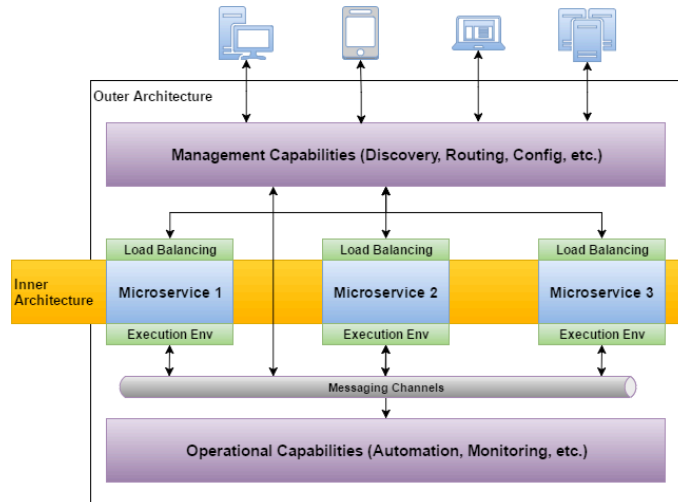 Outer Architecture
Management Capabilities (Discovery, Routing, Config, etc.)
Load Balancing
Load Balancing
Load Balancing
Inner
Architecture
Microservice 1
Microservice 2
Microservice 3
Execution Env
Execution Env
Execution Env
Messaging Channels
Operational Capabilities (Automation, Monitoring, etc.)